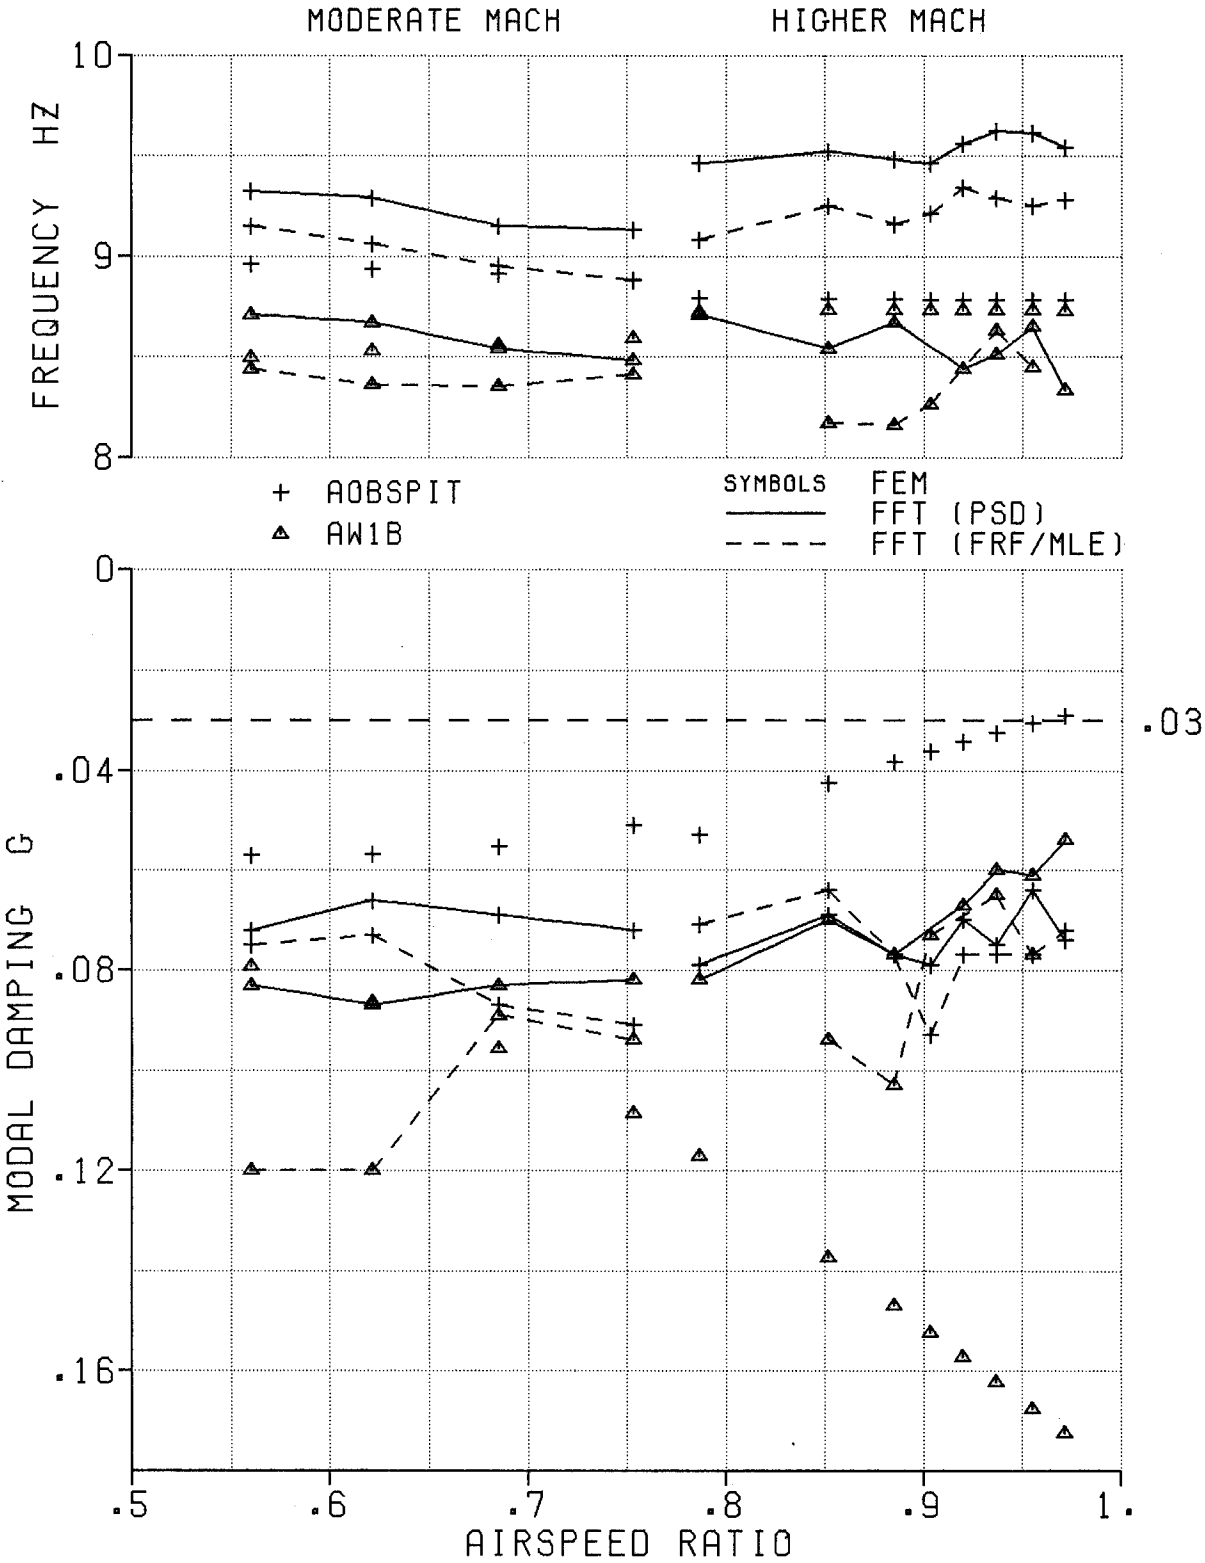 MODERATE MACH
HIGHER MACH
10
9
8
FREQUENCY HZ
+ AOBSPIT
AW1B
SYMBOLS FEM
FFT (PSD)
FFT (FRF/MLE)
0
.04
.08
.12
.16
.03
MODAL DAMPING G
.5 .6 .7 .8 .9 1.
AIRSPEED RATIO